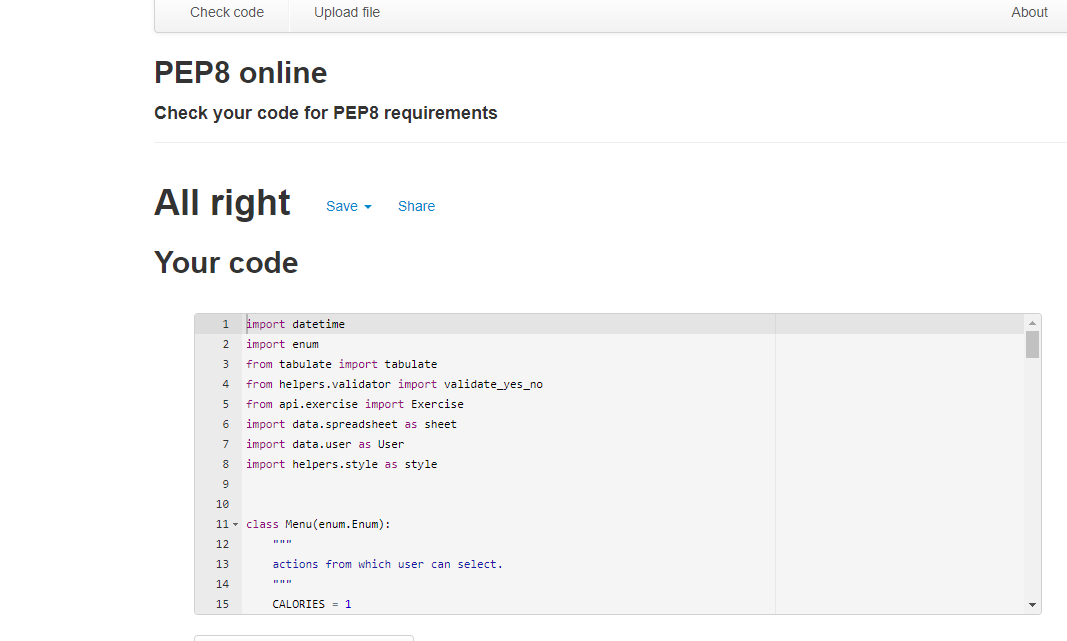 Check code Upload file About
PEP8 online
Check your code for PEP8 requirements
All right Save Share
Your code
1 import datetime
2 import enum
3 from tabulate import tabulate
4 from helpers.validator import validate_yes_no
5 from api.exercise import Exercise
6 import data.spreadsheet as sheet
7 import data.user as User
8 import helpers.style as style
9
10
11 class Menu(enum.Enum):
12 """
13 actions from which user can select.
14 """
15 CALORIES = 1